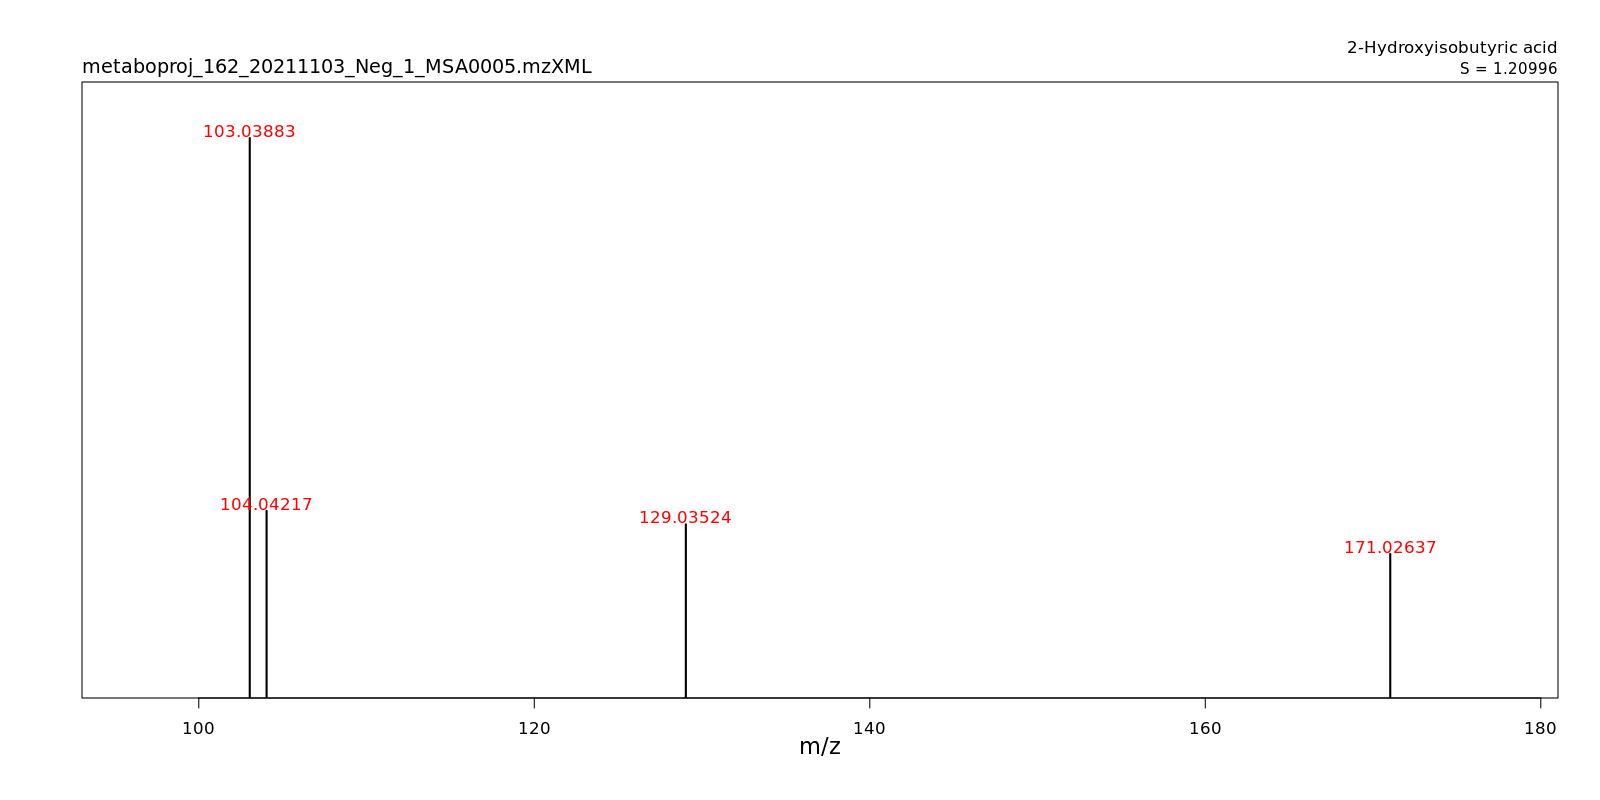 2-Hydroxyisobutyric acid
metaboproj_162_20211103_Neg_1_MSA0005.mzXML
S = 1.20996
103.03883
104.04217
129.03524
171.02637
100 120 140 160 180
m/z